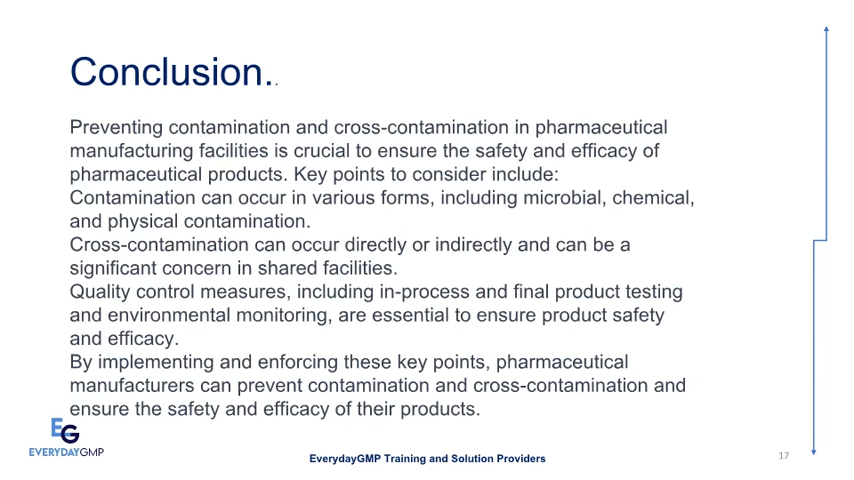 Conclusion..
Preventing contamination and cross-contamination in pharmaceutical
manufacturing facilities is crucial to ensure the safety and efficacy of
pharmaceutical products. Key points to consider include:
Contamination can occur in various forms, including microbial, chemical,
and physical contamination.
Cross-contamination can occur directly or indirectly and can be a
significant concern in shared facilities.
Quality control measures, including in-process and final product testing
and environmental monitoring, are essential to ensure product safety
and efficacy.
By implementing and enforcing these key points, pharmaceutical
manufacturers can prevent contamination and cross-contamination and
ensure the safety and efficacy of their products.
EG
EVERYDAYGMP
EverydayGMP Training and Solution Providers
17